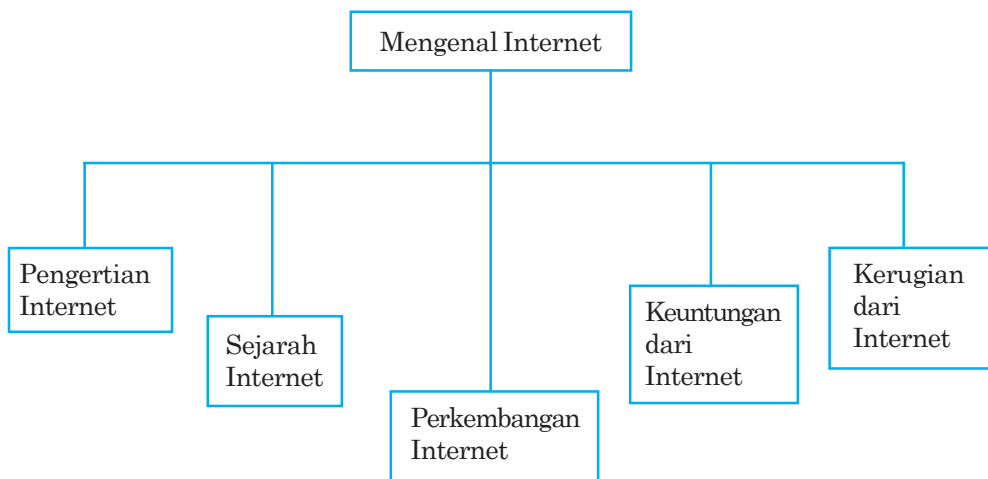 Mengenal Internet
Pengertian
Internet
Sejarah
Internet
Perkembangan
Internet
Keuntungan
dari
Internet
Kerugian
dari
Internet